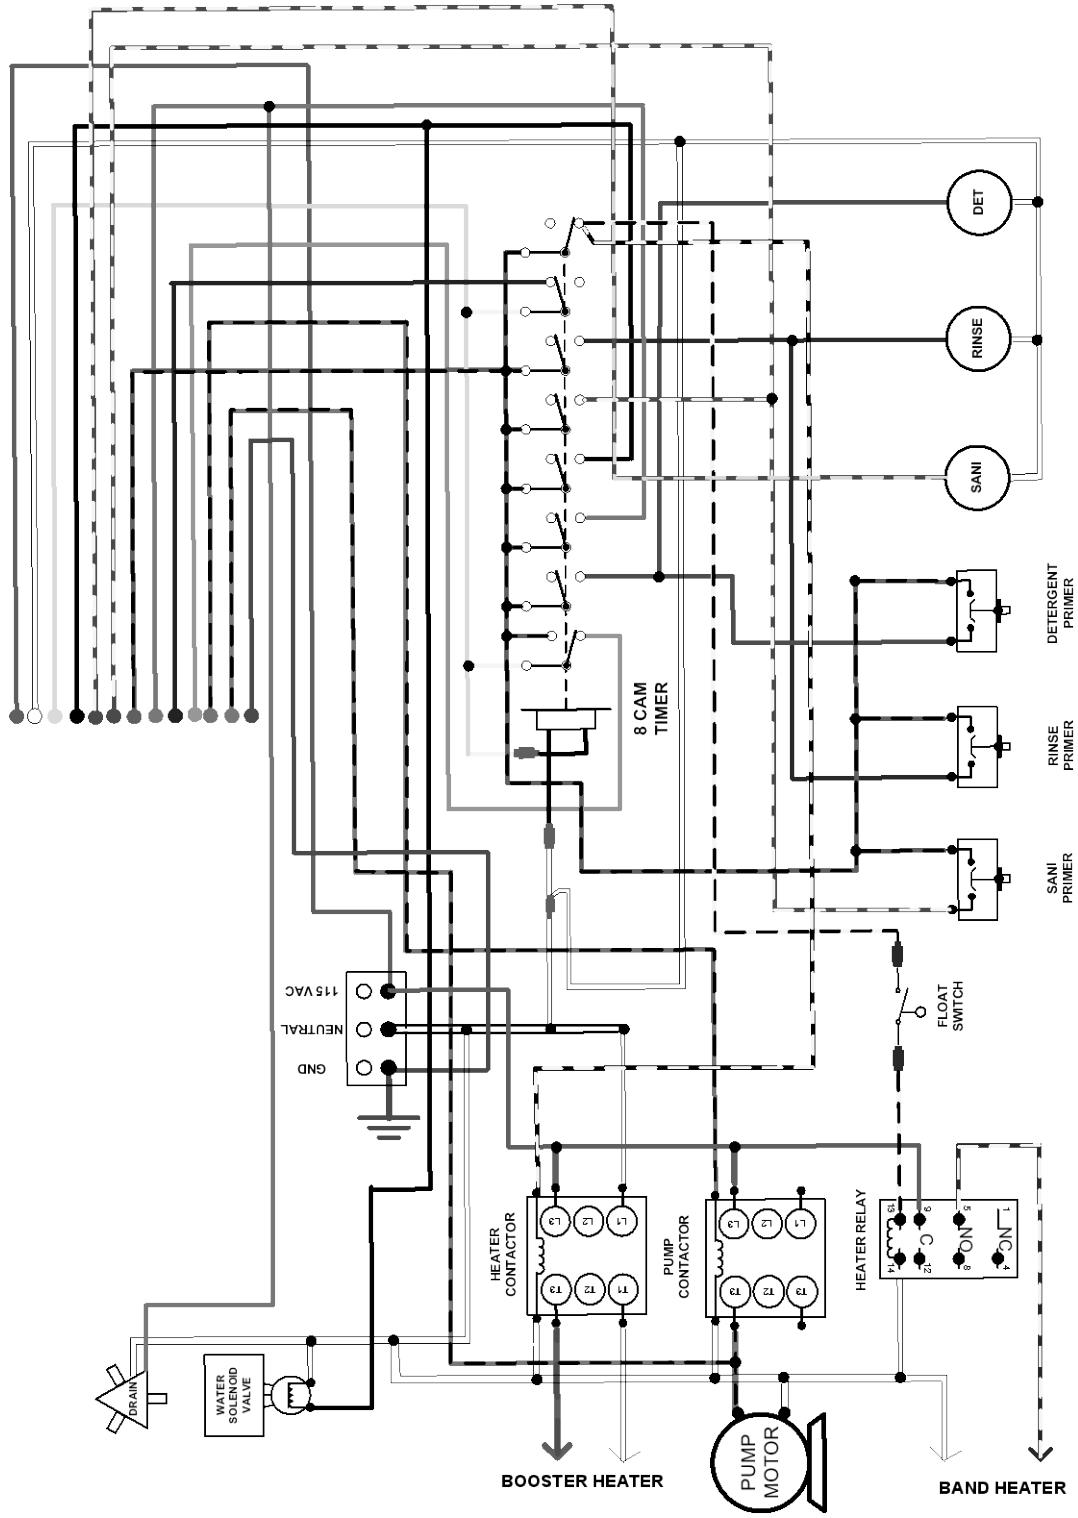 DET
RINSE
SANI
DETERGENT
PRIMER
RINSE
PRIMER
SANI
PRIMER
8 CAM
TIMER
FLOAT
SWITCH
115 VAC
NEUTRAL
GND
HEATER
CONTACTOR
L3
L2
L1
T3
T2
T1
PUMP
CONTACTOR
L3
L2
L1
T3
T2
T3
HEATER RELAY
13
9
5
1
C
NO
NC
14
12
8
4
DRAIN
WATER
SOLENOID
VALVE
PUMP
MOTOR
BOOSTER HEATER
BAND HEATER